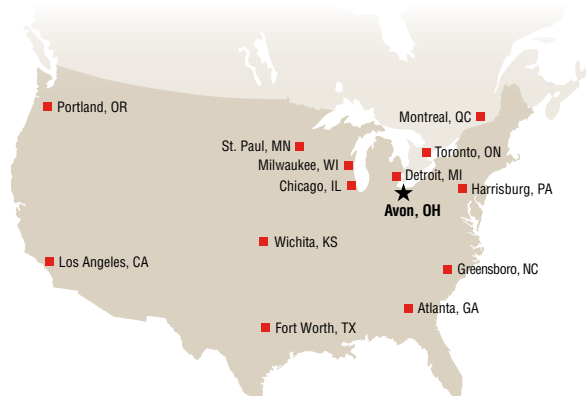 Portland, OR
Montreal, QC
St. Paul, MN
Toronto, ON
Milwaukee, WI
Detroit, MI
Chicago, IL
Harrisburg, PA
Avon, OH
Wichita, KS
Los Angeles, CA
Greensboro, NC
Atlanta, GA
Fort Worth, TX